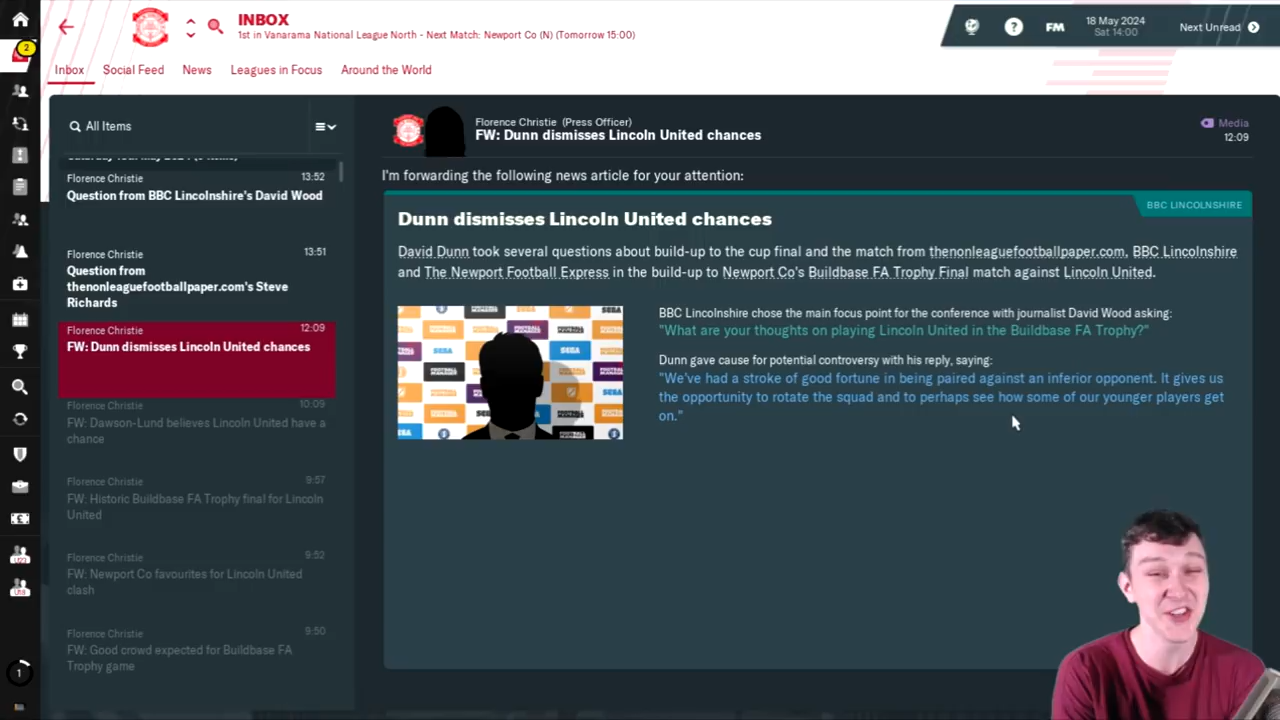 INBOX
1st in Vanarama National League North - Next Match: Newport Co (N) (Tomorrow 15:00)
FM
18 May 2024
Sat 14:00
Next Unread
2
Inbox
Social Feed
News
Leagues in Focus
Around the World
All Items
Florence Christie
13:52
Question from BBC Lincolnshire's David Wood
Florence Christie
13:51
Question from
thenonleaguefootballpaper.com's Steve
Richards
Florence Christie
12:09
FW: Dunn dismisses Lincoln United chances
Florence Christie
10:09
FW: Dawson-Lund believes Lincoln United have a
chance
Florence Christie
9:57
FW: Historic Buildbase FA Trophy final for Lincoln
United
Florence Christie
9:52
FW: Newport Co favourites for Lincoln United
clash
Florence Christie
9:50
FW: Good crowd expected for Buildbase FA
Trophy game
1
Florence Christie (Press Officer)
FW: Dunn dismisses Lincoln United chances
Media
12:09
I'm forwarding the following news article for your attention:
BBC LINCOLNSHIRE
Dunn dismisses Lincoln United chances
David Dunn took several questions about build-up to the cup final and the match from thenonleaguefootballpaper.com, BBC Lincolnshire
and The Newport Football Express in the build-up to Newport Co's Buildbase FA Trophy Final match against Lincoln United.
BBC Lincolnshire chose the main focus point for the conference with journalist David Wood asking:
"What are your thoughts on playing Lincoln United in the Buildbase FA Trophy?"
Dunn gave cause for potential controversy with his reply, saying:
"We've had a stroke of good fortune in being paired against an inferior opponent. It gives us
the opportunity to rotate the squad and to perhaps see how some of our younger players get
on."